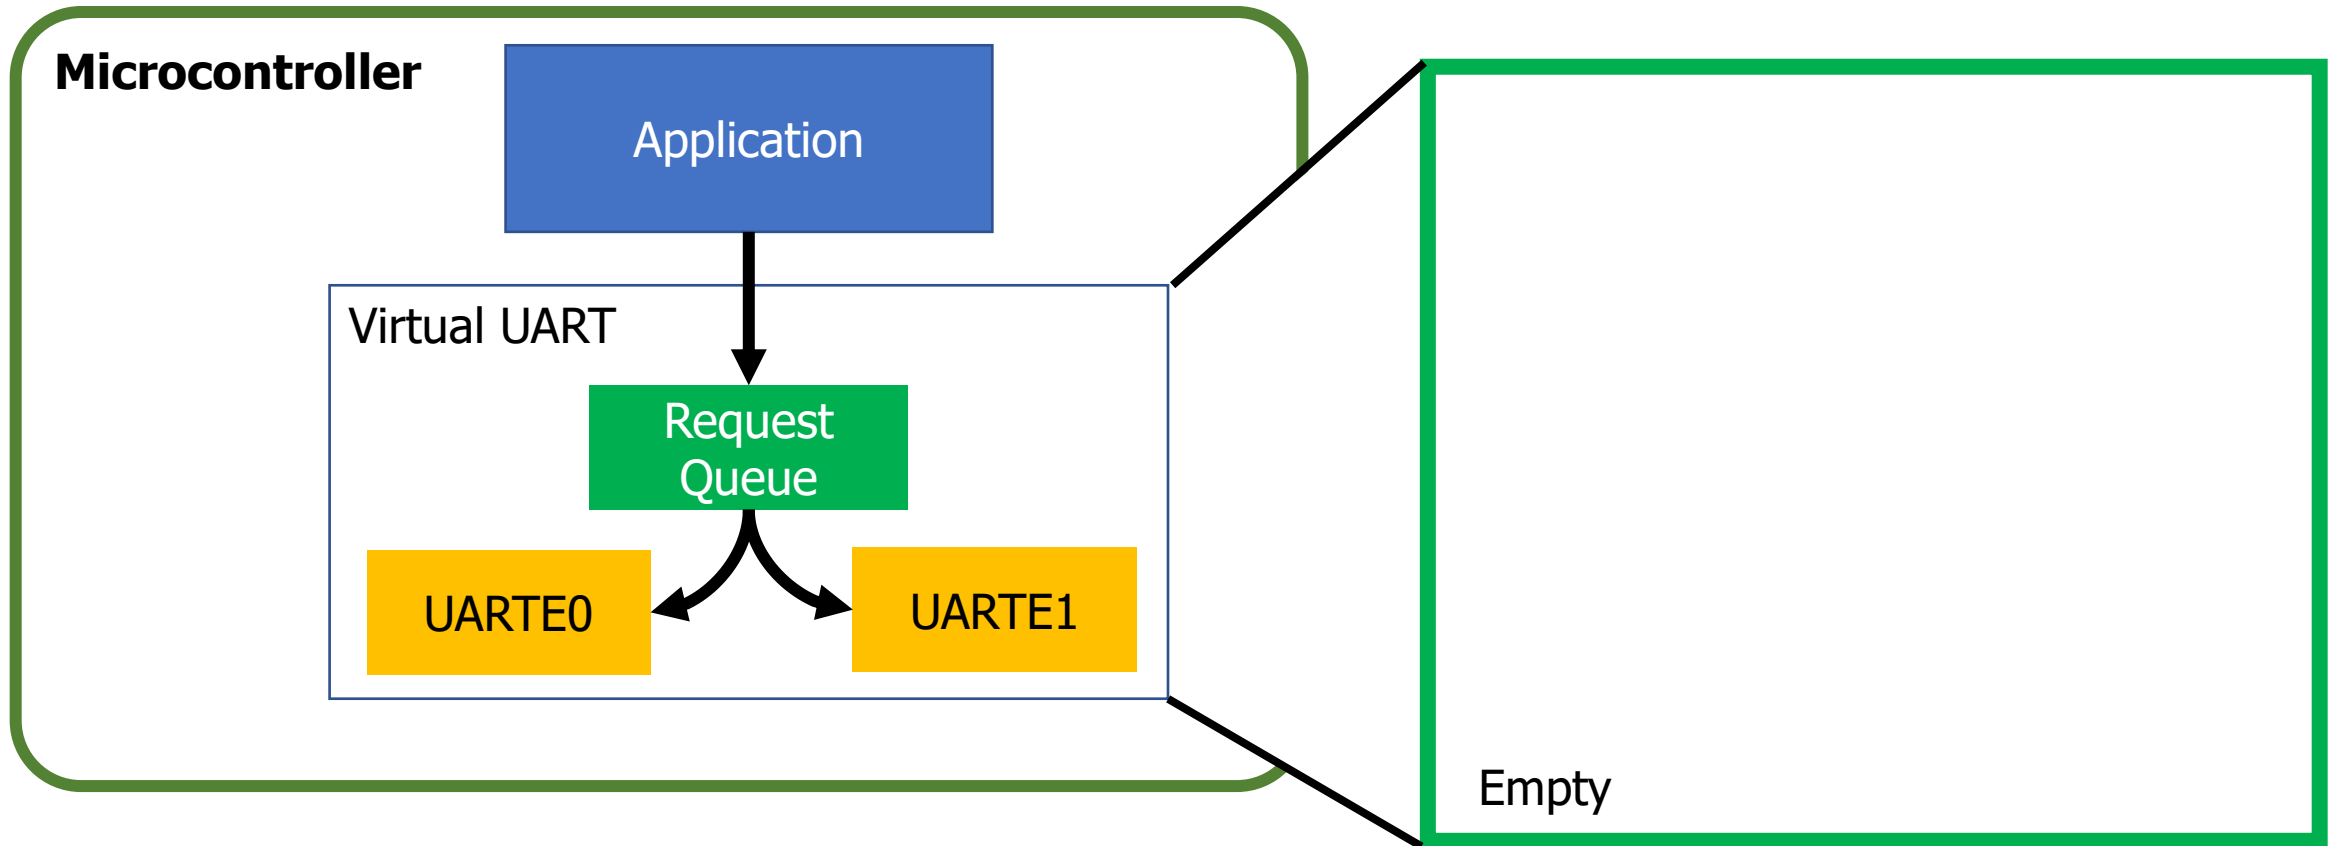 Microcontroller
Application
Virtual UART
Request
Queue
UARTE0
UARTE1
Empty